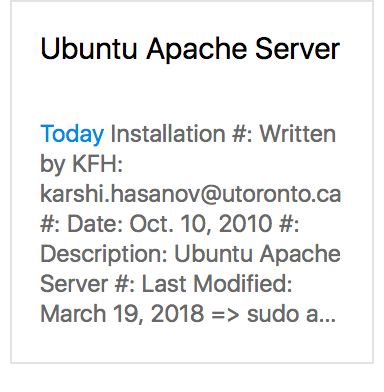 Ubuntu Apache Server
Today Installation #: Written
by KFH:
karshi.hasanov@utoronto.ca
#: Date: Oct. 10, 2010 #:
Description: Ubuntu Apache
Server #: Last Modified:
March 19, 2018 => sudo a...